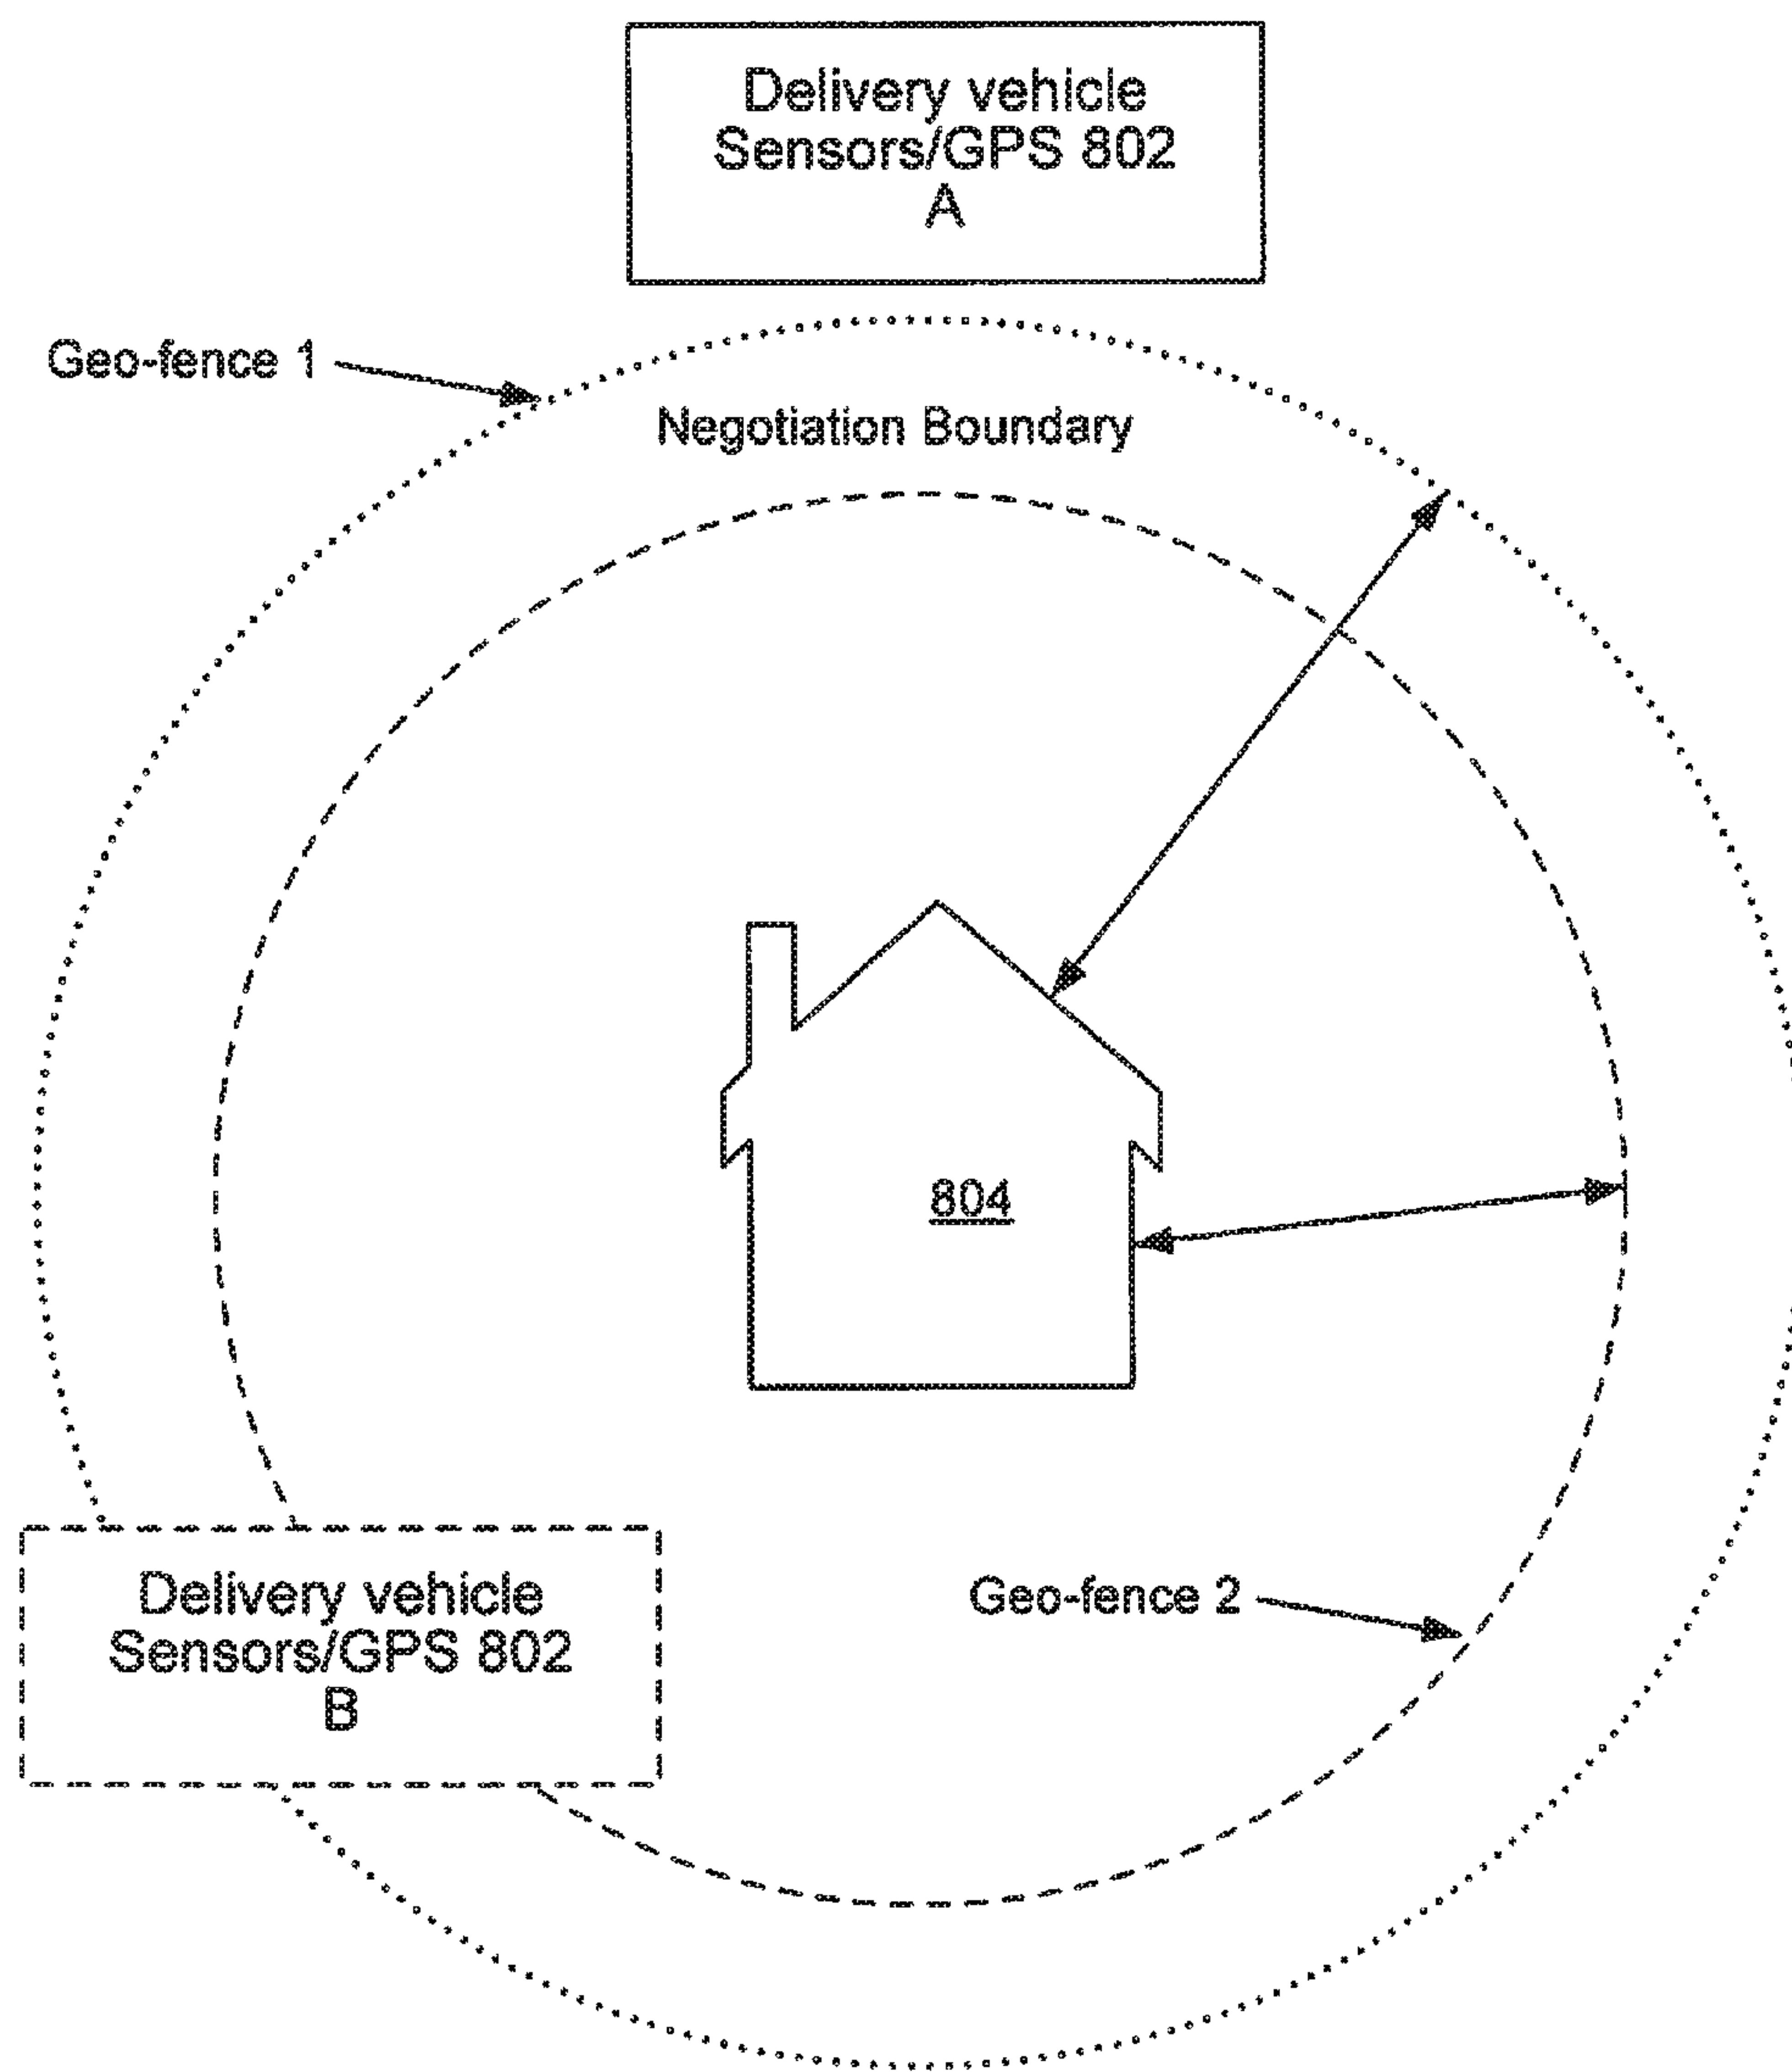 Delivery vehicle
Sensors/GPS 802
A
Geo-fence 1
Negotiation Boundary
804
Geo-fence 2
Delivery vehicle
Sensors/GPS 802
B